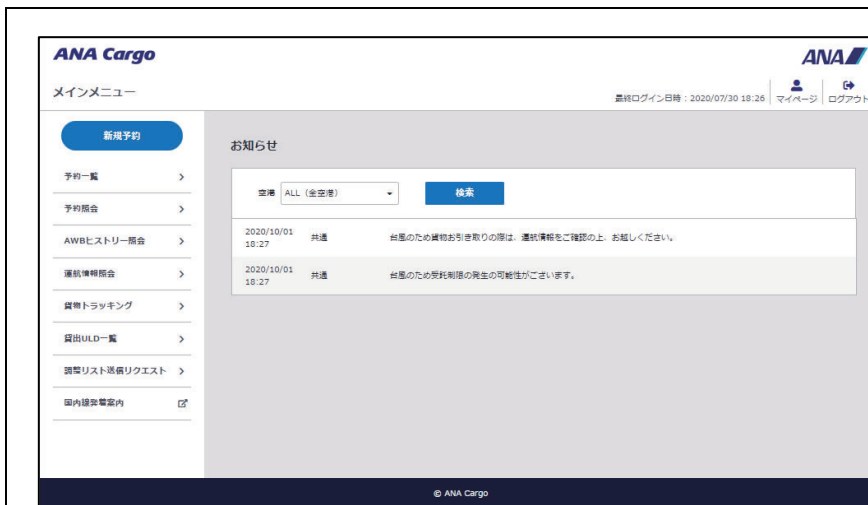 ANA Cargo
ANA
メインメニュー
最終ログイン日時：2020/07/30 18:26
マイページ
ログアウト
新規予約
予約一覧
予約照会
AWBヒストリー照会
運航情報照会
貨物トラッキング
貸出ULD一覧
調整リスト送信リクエスト
国内線発着案内
お知らせ
空港 ALL（全空港） 検索
2020/10/01 18:27 共通 台風のため貨物お引き取りの際は、運航情報をご確認の上、お越しください。
2020/10/01 18:27 共通 台風のため受託制限の発生の可能性がございます。
© ANA Cargo